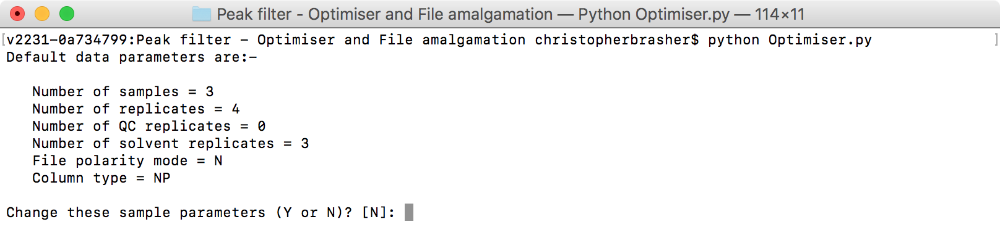 Peak filter - Optimiser and File amalgamation — Python Optimiser.py — 114×11
[v2231-0a734799:Peak filter - Optimiser and File amalgamation christopherbrasher$ python Optimiser.py ]
Default data parameters are:-
Number of samples = 3
Number of replicates = 4
Number of QC replicates = 0
Number of solvent replicates = 3
File polarity mode = N
Column type = NP
Change these sample parameters (Y or N)? [N]: